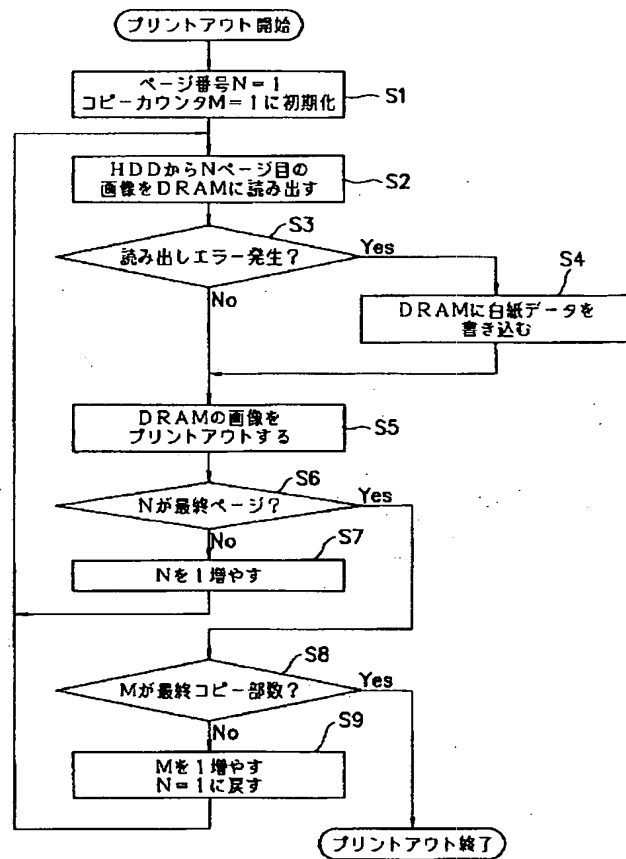 プリントアウト開始
ページ番号N=1
コピーカウンタM=1に初期化
S1
HDDからNページ目の
画像をDRAMに読み出す
S2
S3
読み出しエラー発生?
Yes
No
S4
DRAMに白紙データを
書き込む
DRAMの画像を
プリントアウトする
S5
S6
Nが最終ページ?
Yes
No
S7
Nを1増やす
S8
Mが最終コピー部数?
Yes
No
S9
Mを1増やす
N=1に戻す
プリントアウト終了